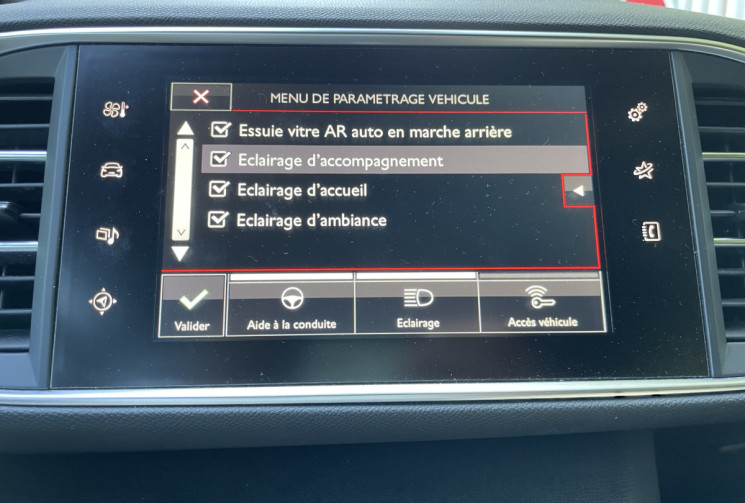 MENU DE PARAMETRAGE VEHICULE
Essuie vitre AR auto en marche arrière
Eclairage d'accompagnement
Eclairage d'accueil
Eclairage d'ambiance
Valider
Aide à la conduite
Eclairage
Accès véhicule